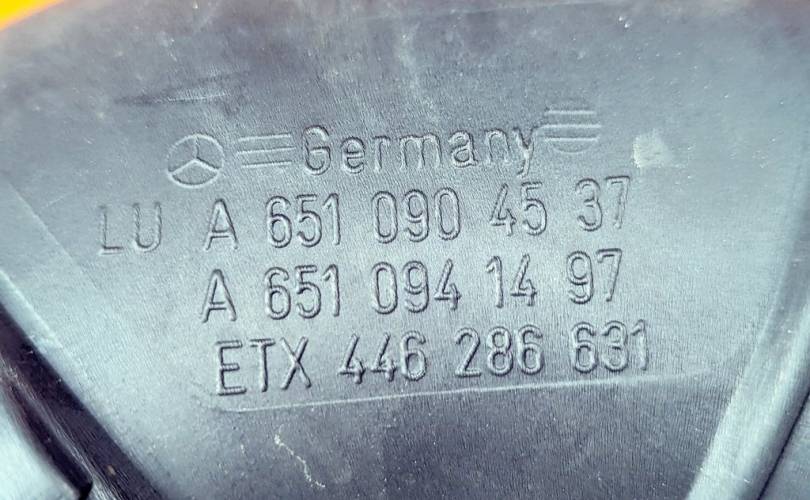 Germany
LU A 651 090 45 37
A 651 094 14 97
ETX 446 286 631